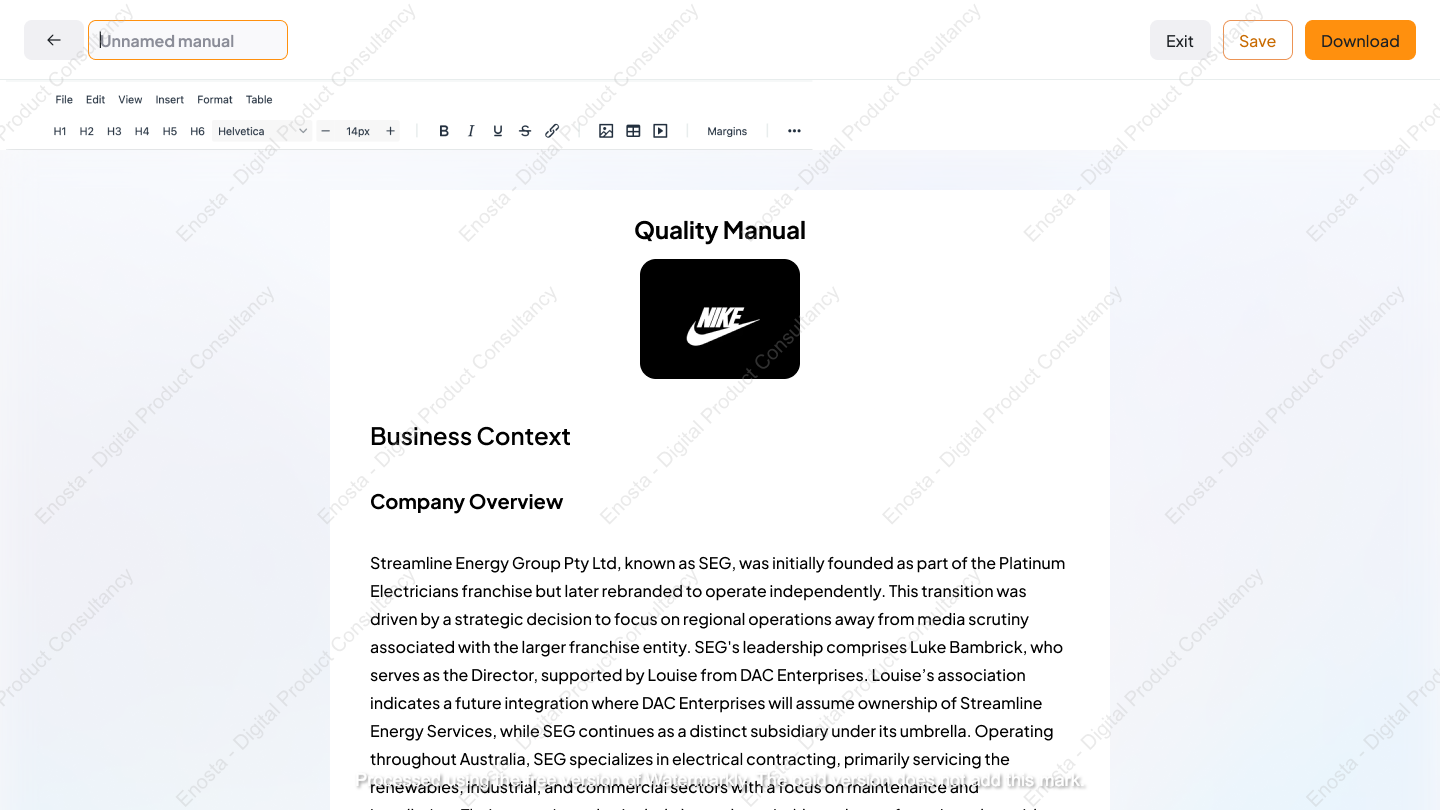 Unnamed manual
Exit
Save
Download
File Edit View Insert Format Table
H1 H2 H3 H4 H5 H6 Helvetica 14px B I U S Margins
Quality Manual
NIKE
Business Context
Company Overview
Streamline Energy Group Pty Ltd, known as SEG, was initially founded as part of the Platinum
Electricians franchise but later rebranded to operate independently. This transition was
driven by a strategic decision to focus on regional operations away from media scrutiny
associated with the larger franchise entity. SEG's leadership comprises Luke Bambrick, who
serves as the Director, supported by Louise from DAC Enterprises. Louise’s association
indicates a future integration where DAC Enterprises will assume ownership of Streamline
Energy Services, while SEG continues as a distinct subsidiary under its umbrella. Operating
throughout Australia, SEG specializes in electrical contracting, primarily servicing the
renewables, industrial, and commercial sectors with a focus on maintenance and
Processed using the free version of Watermarkly. The paid version does not add this mark.
Enosta - Digital Product Consultancy